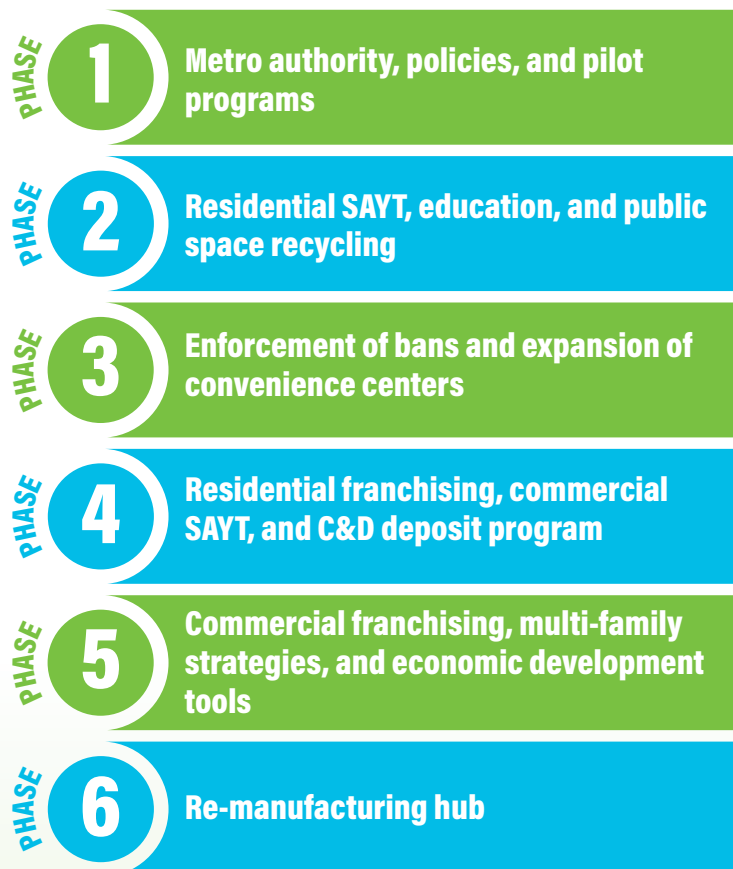 PHASE
1
Metro authority, policies, and pilot
programs
PHASE
2
Residential SAYT, education, and public
space recycling
PHASE
3
Enforcement of bans and expansion of
convenience centers
PHASE
4
Residential franchising, commercial
SAYT, and C&D deposit program
PHASE
5
Commercial franchising, multi-family
strategies, and economic development
tools
PHASE
6
Re-manufacturing hub